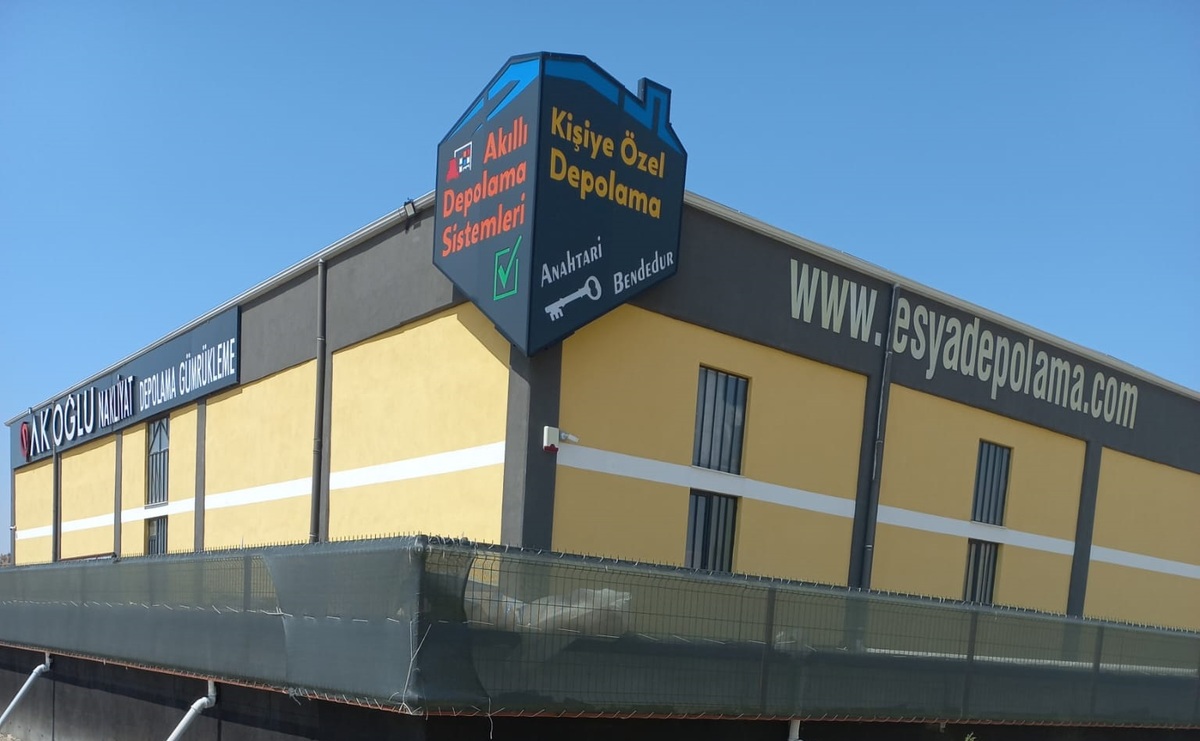 AKOĞLU NAKLİYAT DEPOLAMA GÜMRÜKLEME
Akıllı
Depolama
Sistemleri
Kişiye Özel
Depolama
ANAHTARI BENDEDUR
www.esyadepolama.com